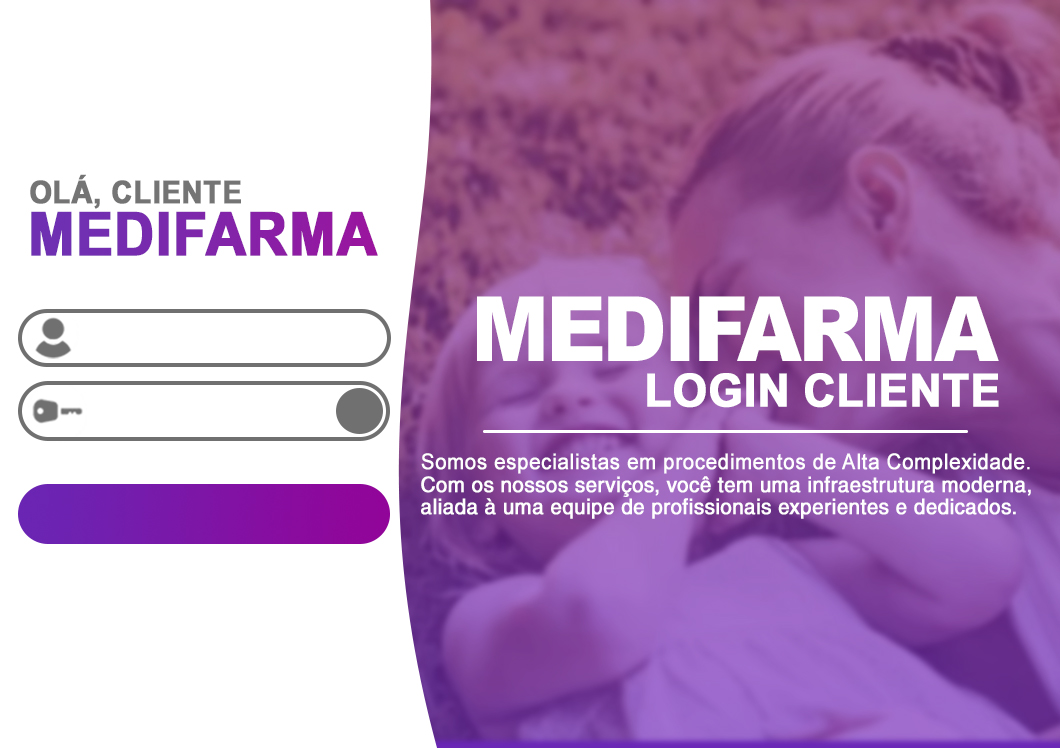 OLÁ, CLIENTE
MEDIFARMA
MEDIFARMA
LOGIN CLIENTE
Somos especialistas em procedimentos de Alta Complexidade.
Com os nossos serviços, você tem uma infraestrutura moderna,
aliada à uma equipe de profissionais experientes e dedicados.